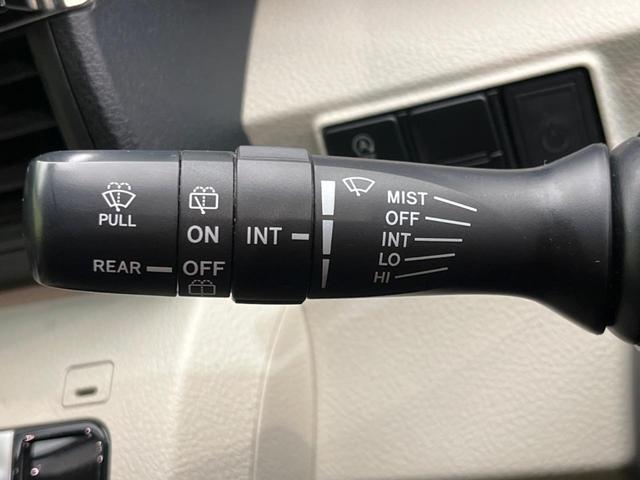 PULL
REAR
ON
OFF
INT
MIST
OFF
INT
LO
HI